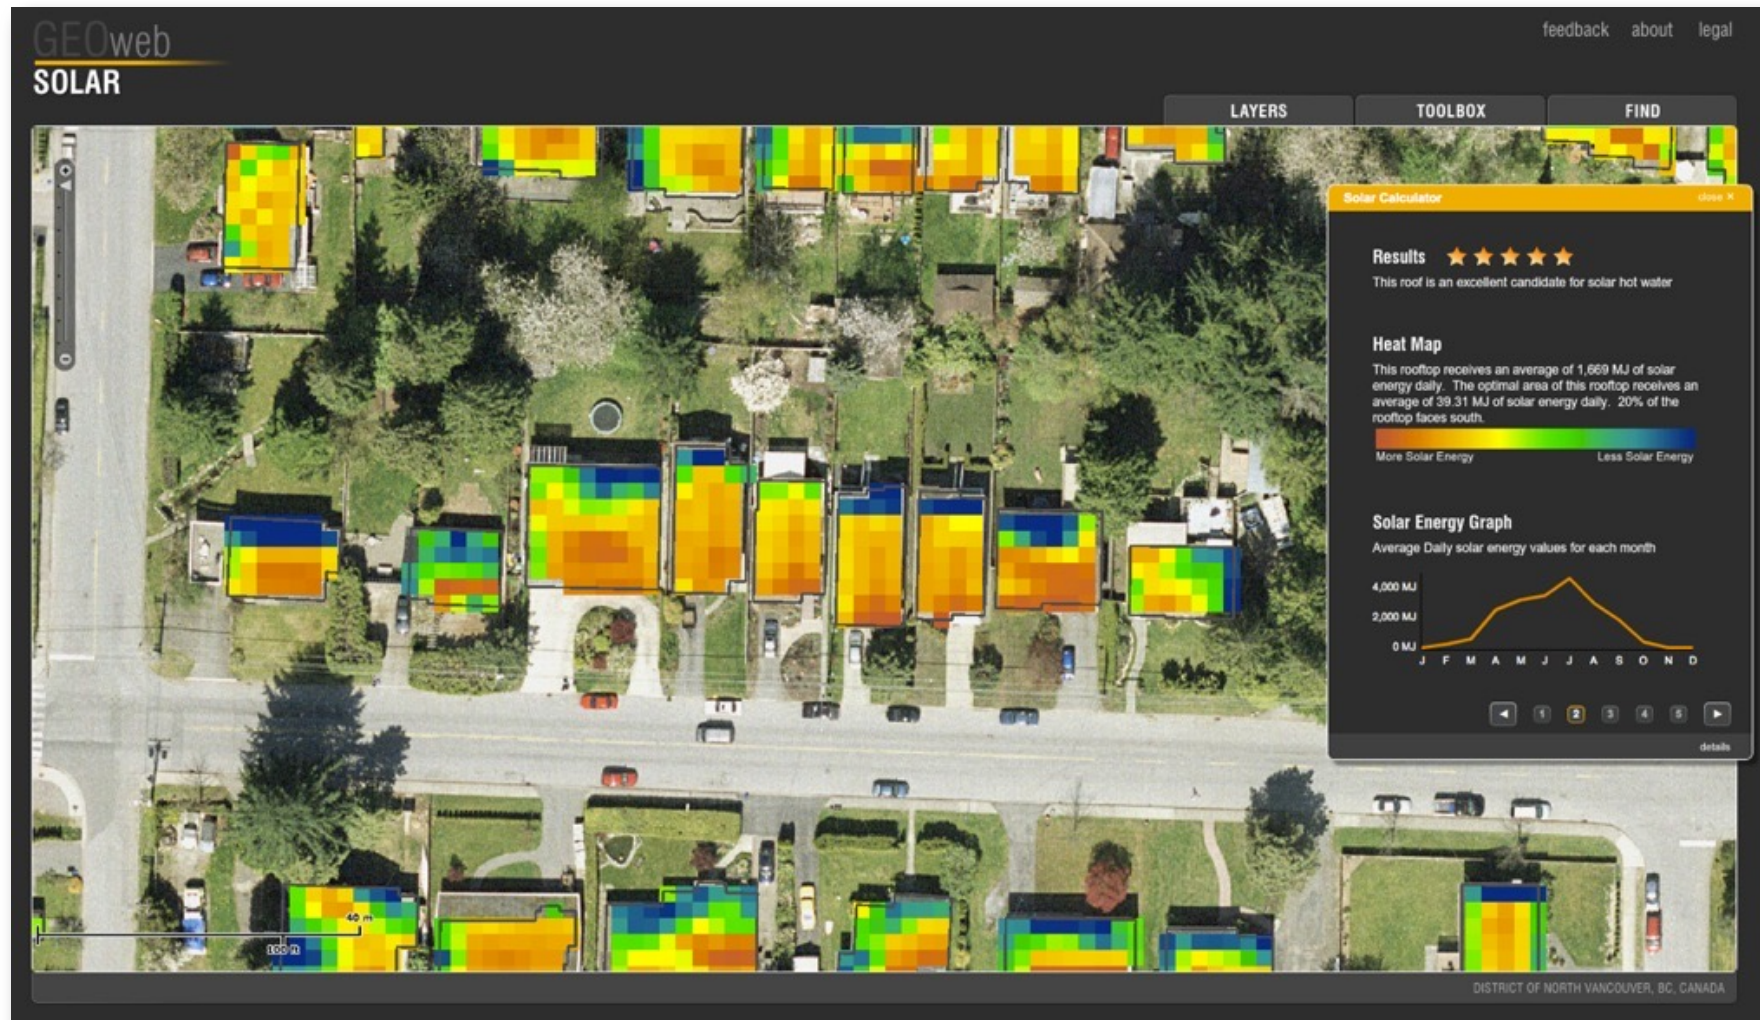 GEOweb
SOLAR
feedback about legal
LAYERS TOOLBOX FIND
Solar Calculator close ✕
Results
This roof is an excellent candidate for solar hot water
Heat Map
This rooftop receives an average of 1,669 MJ of solar
energy daily. The optimal area of this rooftop receives an
average of 39.31 MJ of solar energy daily. 20% of the
rooftop faces south.
More Solar Energy Less Solar Energy
Solar Energy Graph
Average Daily solar energy values for each month
4,000 MJ
2,000 MJ
0 MJ
J F M A M J J A S O N D
1 2 3 4 5
details
40 m
100 ft
DISTRICT OF NORTH VANCOUVER, BC, CANADA